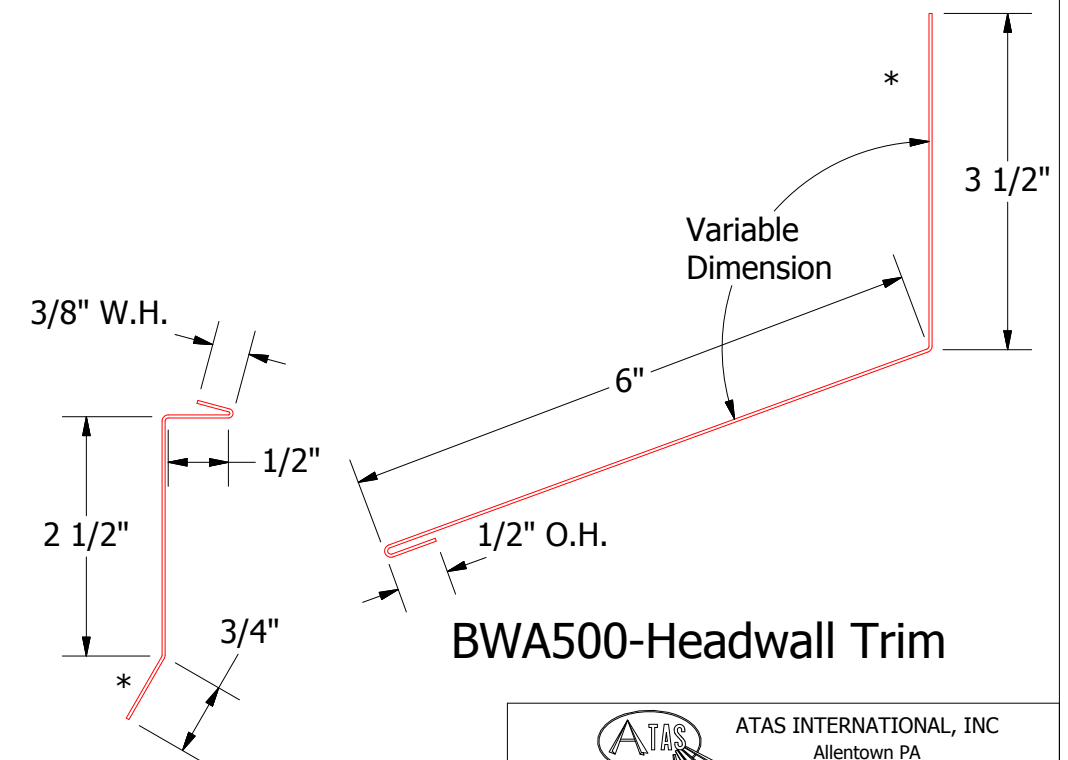 *
3 1/2"
Variable
Dimension
3/8" W.H.
6"
1/2"
2 1/2"
1/2" O.H.
3/4"
*
BWA500-Headwall Trim
ATAS
ATAS INTERNATIONAL, INC
Allentown PA